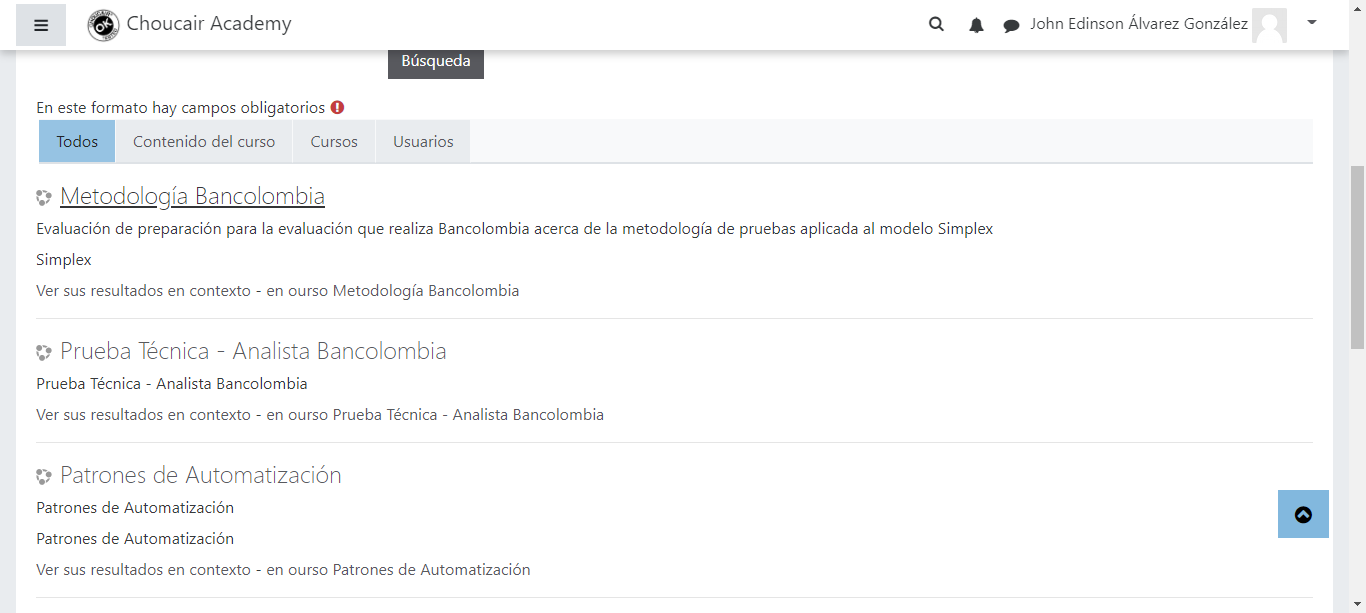 Choucair Academy
John Edinson Álvarez González
Búsqueda
En este formato hay campos obligatorios
Todos
Contenido del curso
Cursos
Usuarios
Metodología Bancolombia
Evaluación de preparación para la evaluación que realiza Bancolombia acerca de la metodología de pruebas aplicada al modelo Simplex
Simplex
Ver sus resultados en contexto - en ourso Metodología Bancolombia
Prueba Técnica - Analista Bancolombia
Prueba Técnica - Analista Bancolombia
Ver sus resultados en contexto - en ourso Prueba Técnica - Analista Bancolombia
Patrones de Automatización
Patrones de Automatización
Patrones de Automatización
Ver sus resultados en contexto - en ourso Patrones de Automatización